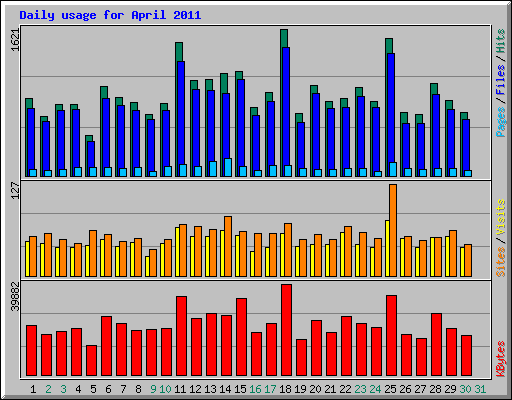 Daily usage for April 2011
1621
Pages / Files / Hits
127
Sites / Visits
39882
KBytes
1 2 3 4 5 6 7 8 9 10 11 12 13 14 15 16 17 18 19 20 21 22 23 24 25 26 27 28 29 30 31